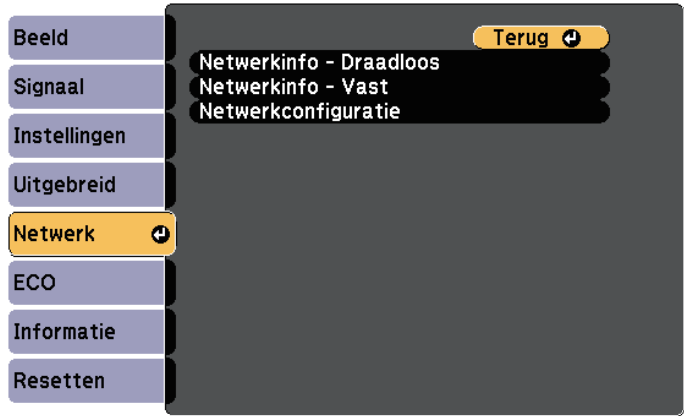 Beeld
Signaal
Instellingen
Uitgebreid
Netwerk
ECO
Informatie
Resetten
Terug
Netwerkinfo - Draadloos
Netwerkinfo - Vast
Netwerkconfiguratie